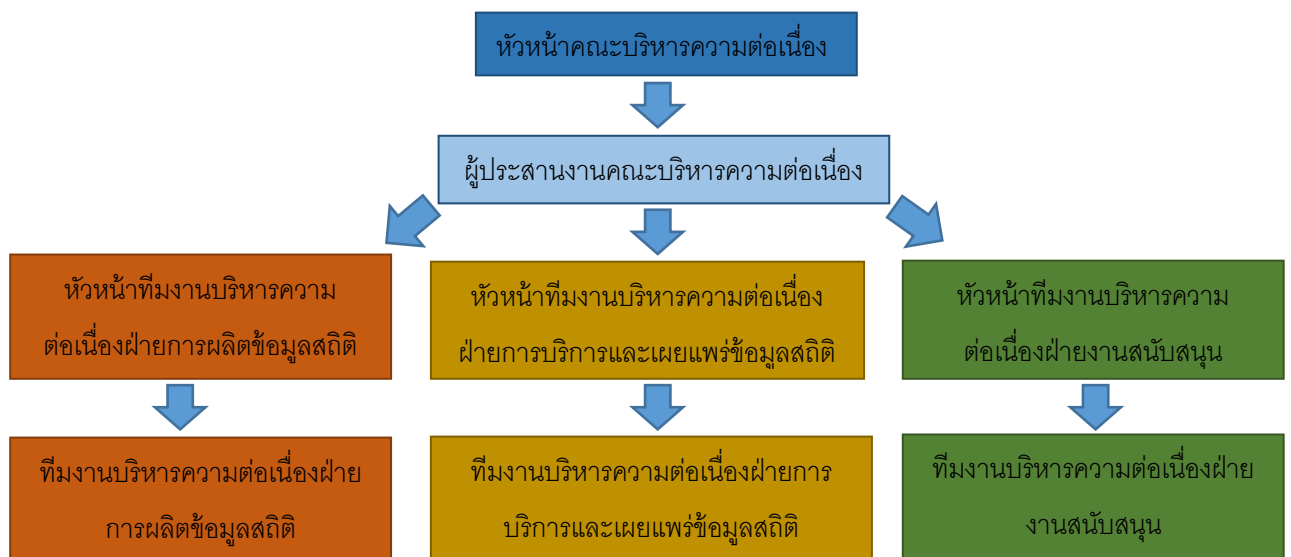 หัวหน้าคณะบริหารความต่อเนื่อง
ผู้ประสานงานคณะบริหารความต่อเนื่อง
หัวหน้าทีมงานบริหารความ
ต่อเนื่องฝ่ายการผลิตข้อมูลสถิติ
หัวหน้าทีมงานบริหารความต่อเนื่อง
ฝ่ายการบริการและเผยแพร่ข้อมูลสถิติ
หัวหน้าทีมงานบริหารความ
ต่อเนื่องฝ่ายงานสนับสนุน
ทีมงานบริหารความต่อเนื่องฝ่าย
การผลิตข้อมูลสถิติ
ทีมงานบริหารความต่อเนื่องฝ่ายการ
บริการและเผยแพร่ข้อมูลสถิติ
ทีมงานบริหารความต่อเนื่องฝ่าย
งานสนับสนุน